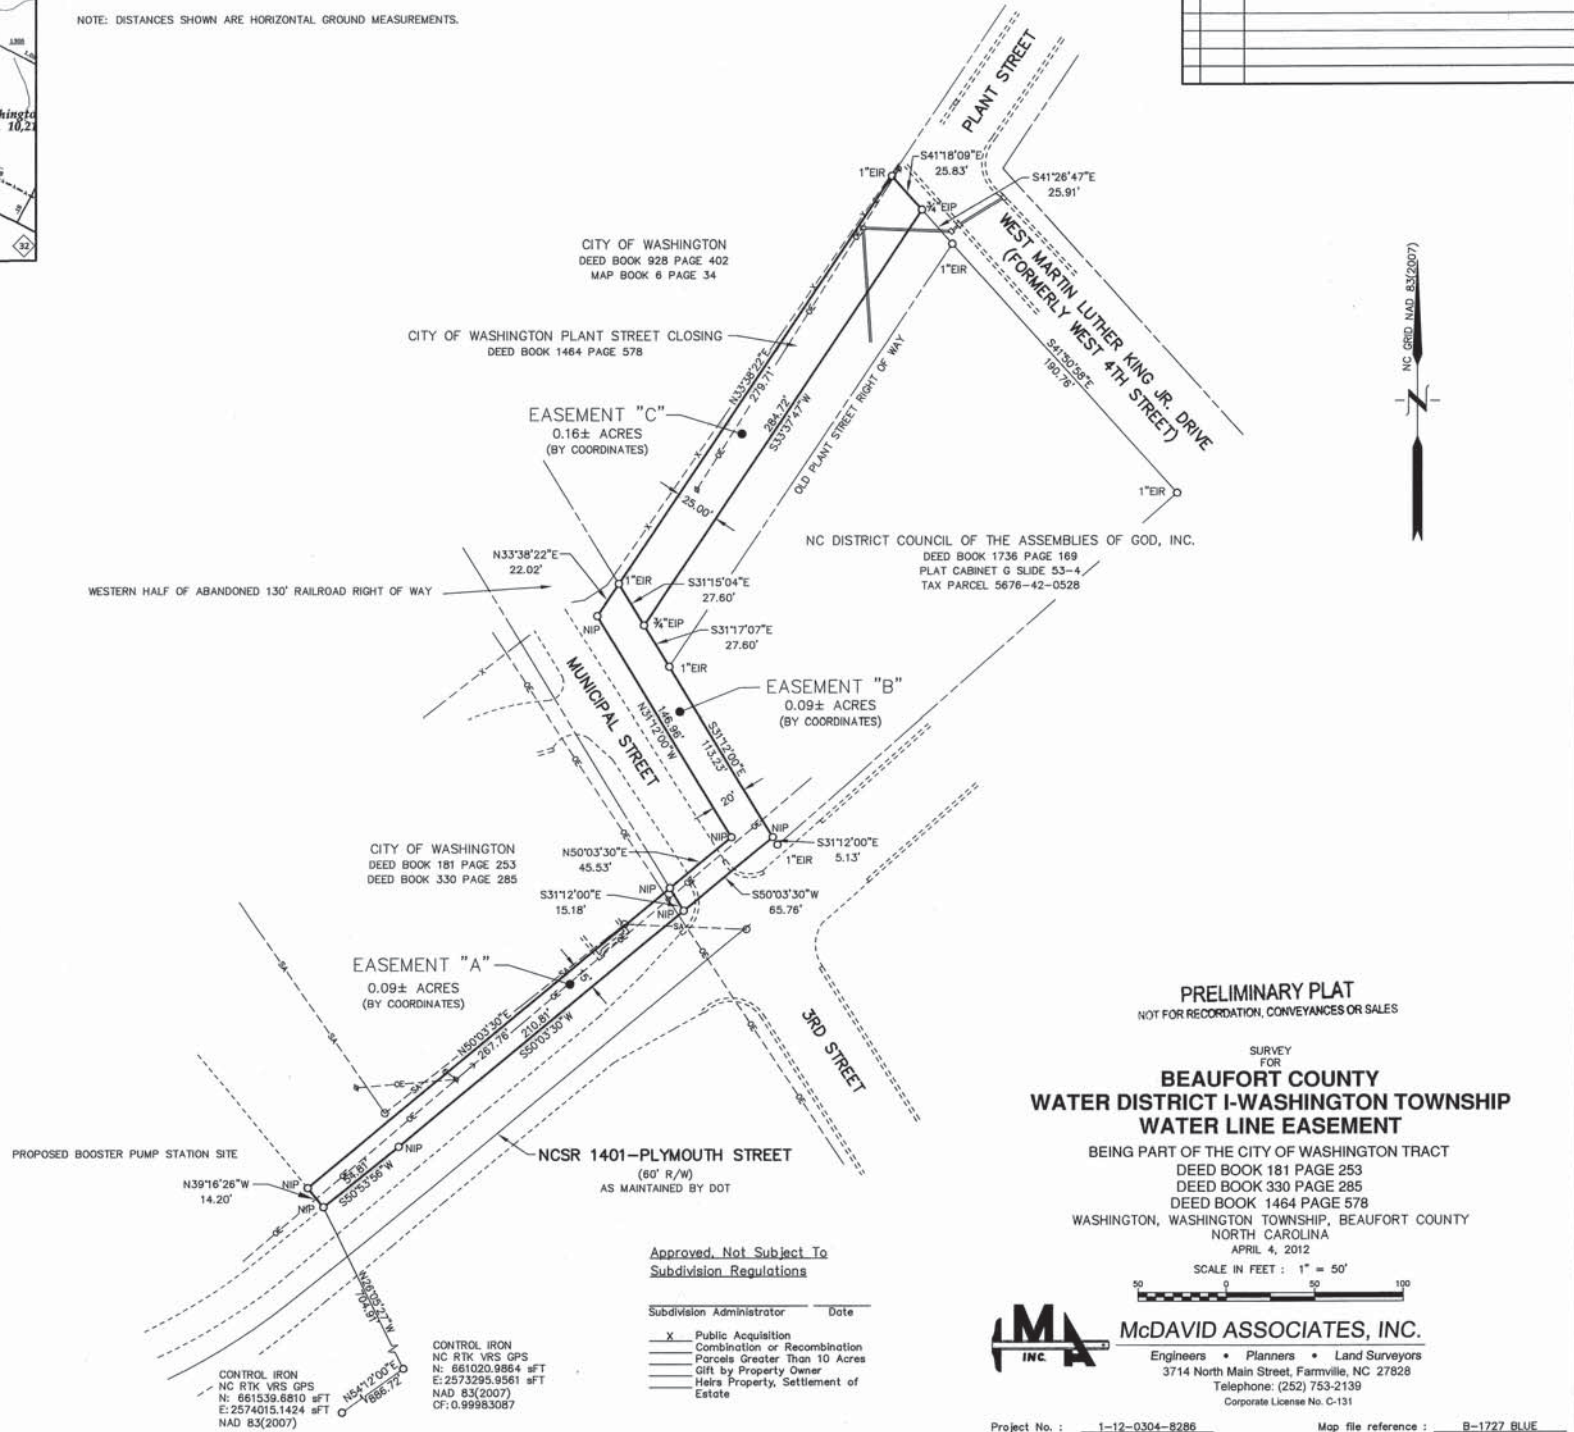 NOTE: DISTANCES SHOWN ARE HORIZONTAL GROUND MEASUREMENTS.
10,21
32
PLANT STREET
1"EIR
S41°18'09"E
25.83'
¾"EIP
S41°26'47"E
25.91'
1"EIR
WEST MARTIN LUTHER KING JR. DRIVE
(FORMERLY WEST 4TH STREET)
S41°50'58"E
190.76'
1"EIR
NC GRID NAD 83(2007)
N
CITY OF WASHINGTON
DEED BOOK 928 PAGE 402
MAP BOOK 6 PAGE 34
CITY OF WASHINGTON PLANT STREET CLOSING
DEED BOOK 1464 PAGE 578
N33°38'22"E
279.71'
284.72'
S33°37'47"W
OLD PLANT STREET RIGHT OF WAY
EASEMENT "C"
0.16± ACRES
(BY COORDINATES)
25.00'
NC DISTRICT COUNCIL OF THE ASSEMBLIES OF GOD, INC.
DEED BOOK 1736 PAGE 169
PLAT CABINET G SLIDE 53-4
TAX PARCEL 5676-42-0528
N33°38'22"E
22.02'
WESTERN HALF OF ABANDONED 130' RAILROAD RIGHT OF WAY
1"EIR
S31°15'04"E
27.60'
NIP
¾"EIP
S31°17'07"E
27.60'
1"EIR
MUNICIPAL STREET
EASEMENT "B"
0.09± ACRES
(BY COORDINATES)
146.96'
N31°12'00"W
S31°12'00"E
113.23'
20'
NIP
NIP
S31°12'00"E
5.13'
1"EIR
CITY OF WASHINGTON
DEED BOOK 181 PAGE 253
DEED BOOK 330 PAGE 285
N50°03'30"E
45.53'
NIP
S31°12'00"E
15.18'
NIP
S50°03'30"W
65.76'
EASEMENT "A"
0.09± ACRES
(BY COORDINATES)
15'
N50°03'30"E
267.76'
210.81'
S50°03'30"W
3RD STREET
PROPOSED BOOSTER PUMP STATION SITE
N39°16'26"W
14.20'
NIP
NIP
NIP
54.81'
S50°53'56"W
NCSR 1401-PLYMOUTH STREET
(60' R/W)
AS MAINTAINED BY DOT
N26°05'27"W
704.91'
N54°12'00"E
886.72'
CONTROL IRON
NC RTK VRS GPS
N: 661539.6810 sFT
E: 2574015.1424 sFT
NAD 83(2007)
CONTROL IRON
NC RTK VRS GPS
N: 661020.9864 sFT
E: 2573295.9561 sFT
NAD 83(2007)
CF: 0.99983087
Approved, Not Subject To
Subdivision Regulations
Subdivision Administrator Date
X Public Acquisition
Combination or Recombination
Parcels Greater Than 10 Acres
Gift by Property Owner
Heirs Property, Settlement of
Estate
PRELIMINARY PLAT
NOT FOR RECORDATION, CONVEYANCES OR SALES
SURVEY
FOR
BEAUFORT COUNTY
WATER DISTRICT I-WASHINGTON TOWNSHIP
WATER LINE EASEMENT
BEING PART OF THE CITY OF WASHINGTON TRACT
DEED BOOK 181 PAGE 253
DEED BOOK 330 PAGE 285
DEED BOOK 1464 PAGE 578
WASHINGTON, WASHINGTON TOWNSHIP, BEAUFORT COUNTY
NORTH CAROLINA
APRIL 4, 2012
SCALE IN FEET : 1" = 50'
50 0 50 100
MA
INC.
McDAVID ASSOCIATES, INC.
Engineers • Planners • Land Surveyors
3714 North Main Street, Farmville, NC 27828
Telephone: (252) 753-2139
Corporate License No. C-131
Project No. : 1-12-0304-8286
Map file reference : B-1727 BLUE